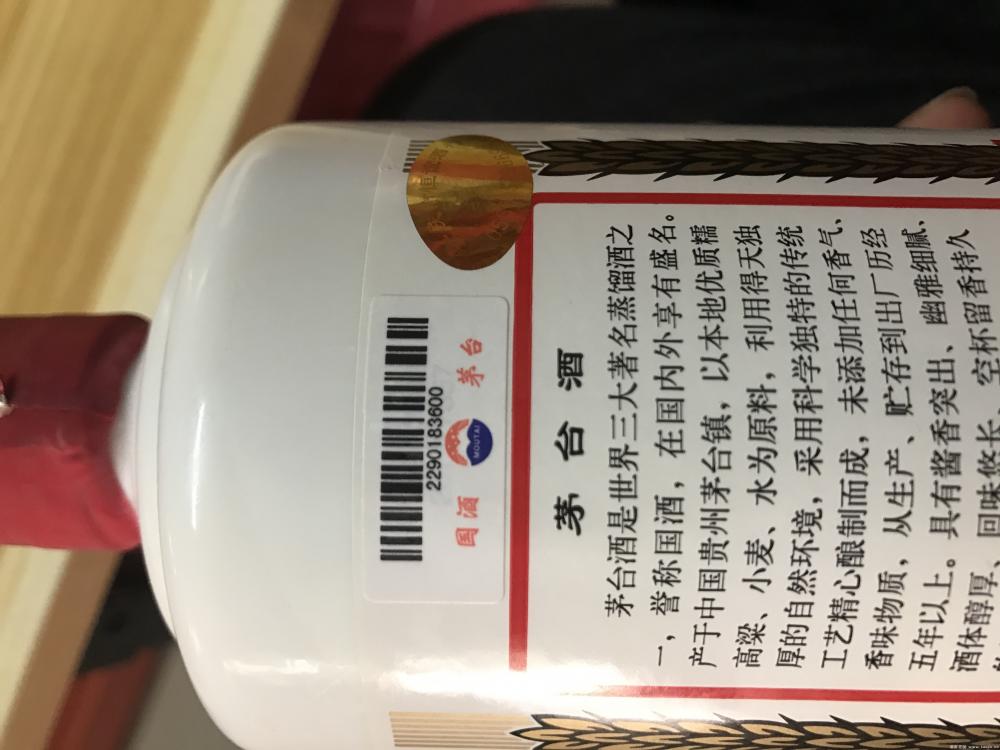 2290183600
国酒
MOUTAI
茅台
茅台酒
茅台酒是世界三大著名蒸馏酒之
一，誉称国酒，在国内外享有盛名。
产于中国贵州茅台镇，以本地优质糯
高粱、小麦、水为原料，利用得天独
厚的自然环境，采用科学独特的传统
工艺精心酿制而成，未添加任何香气、
香味物质，从生产、贮存到出厂历经
五年以上。具有酱香突出、幽雅细腻、
酒体醇厚、回味悠长、空杯留香持久